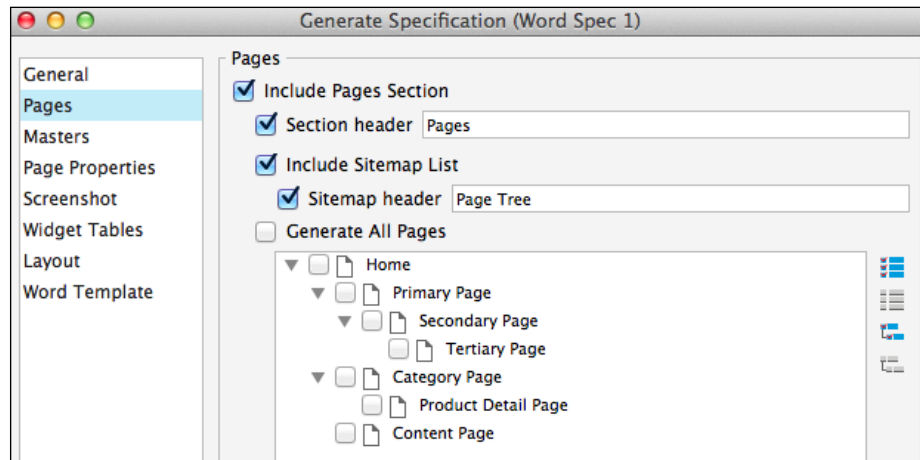 Generate Specification (Word Spec 1)
General
Pages
Masters
Page Properties
Screenshot
Widget Tables
Layout
Word Template
Pages
Include Pages Section
Section header Pages
Include Sitemap List
Sitemap header Page Tree
Generate All Pages
Home
Primary Page
Secondary Page
Tertiary Page
Category Page
Product Detail Page
Content Page